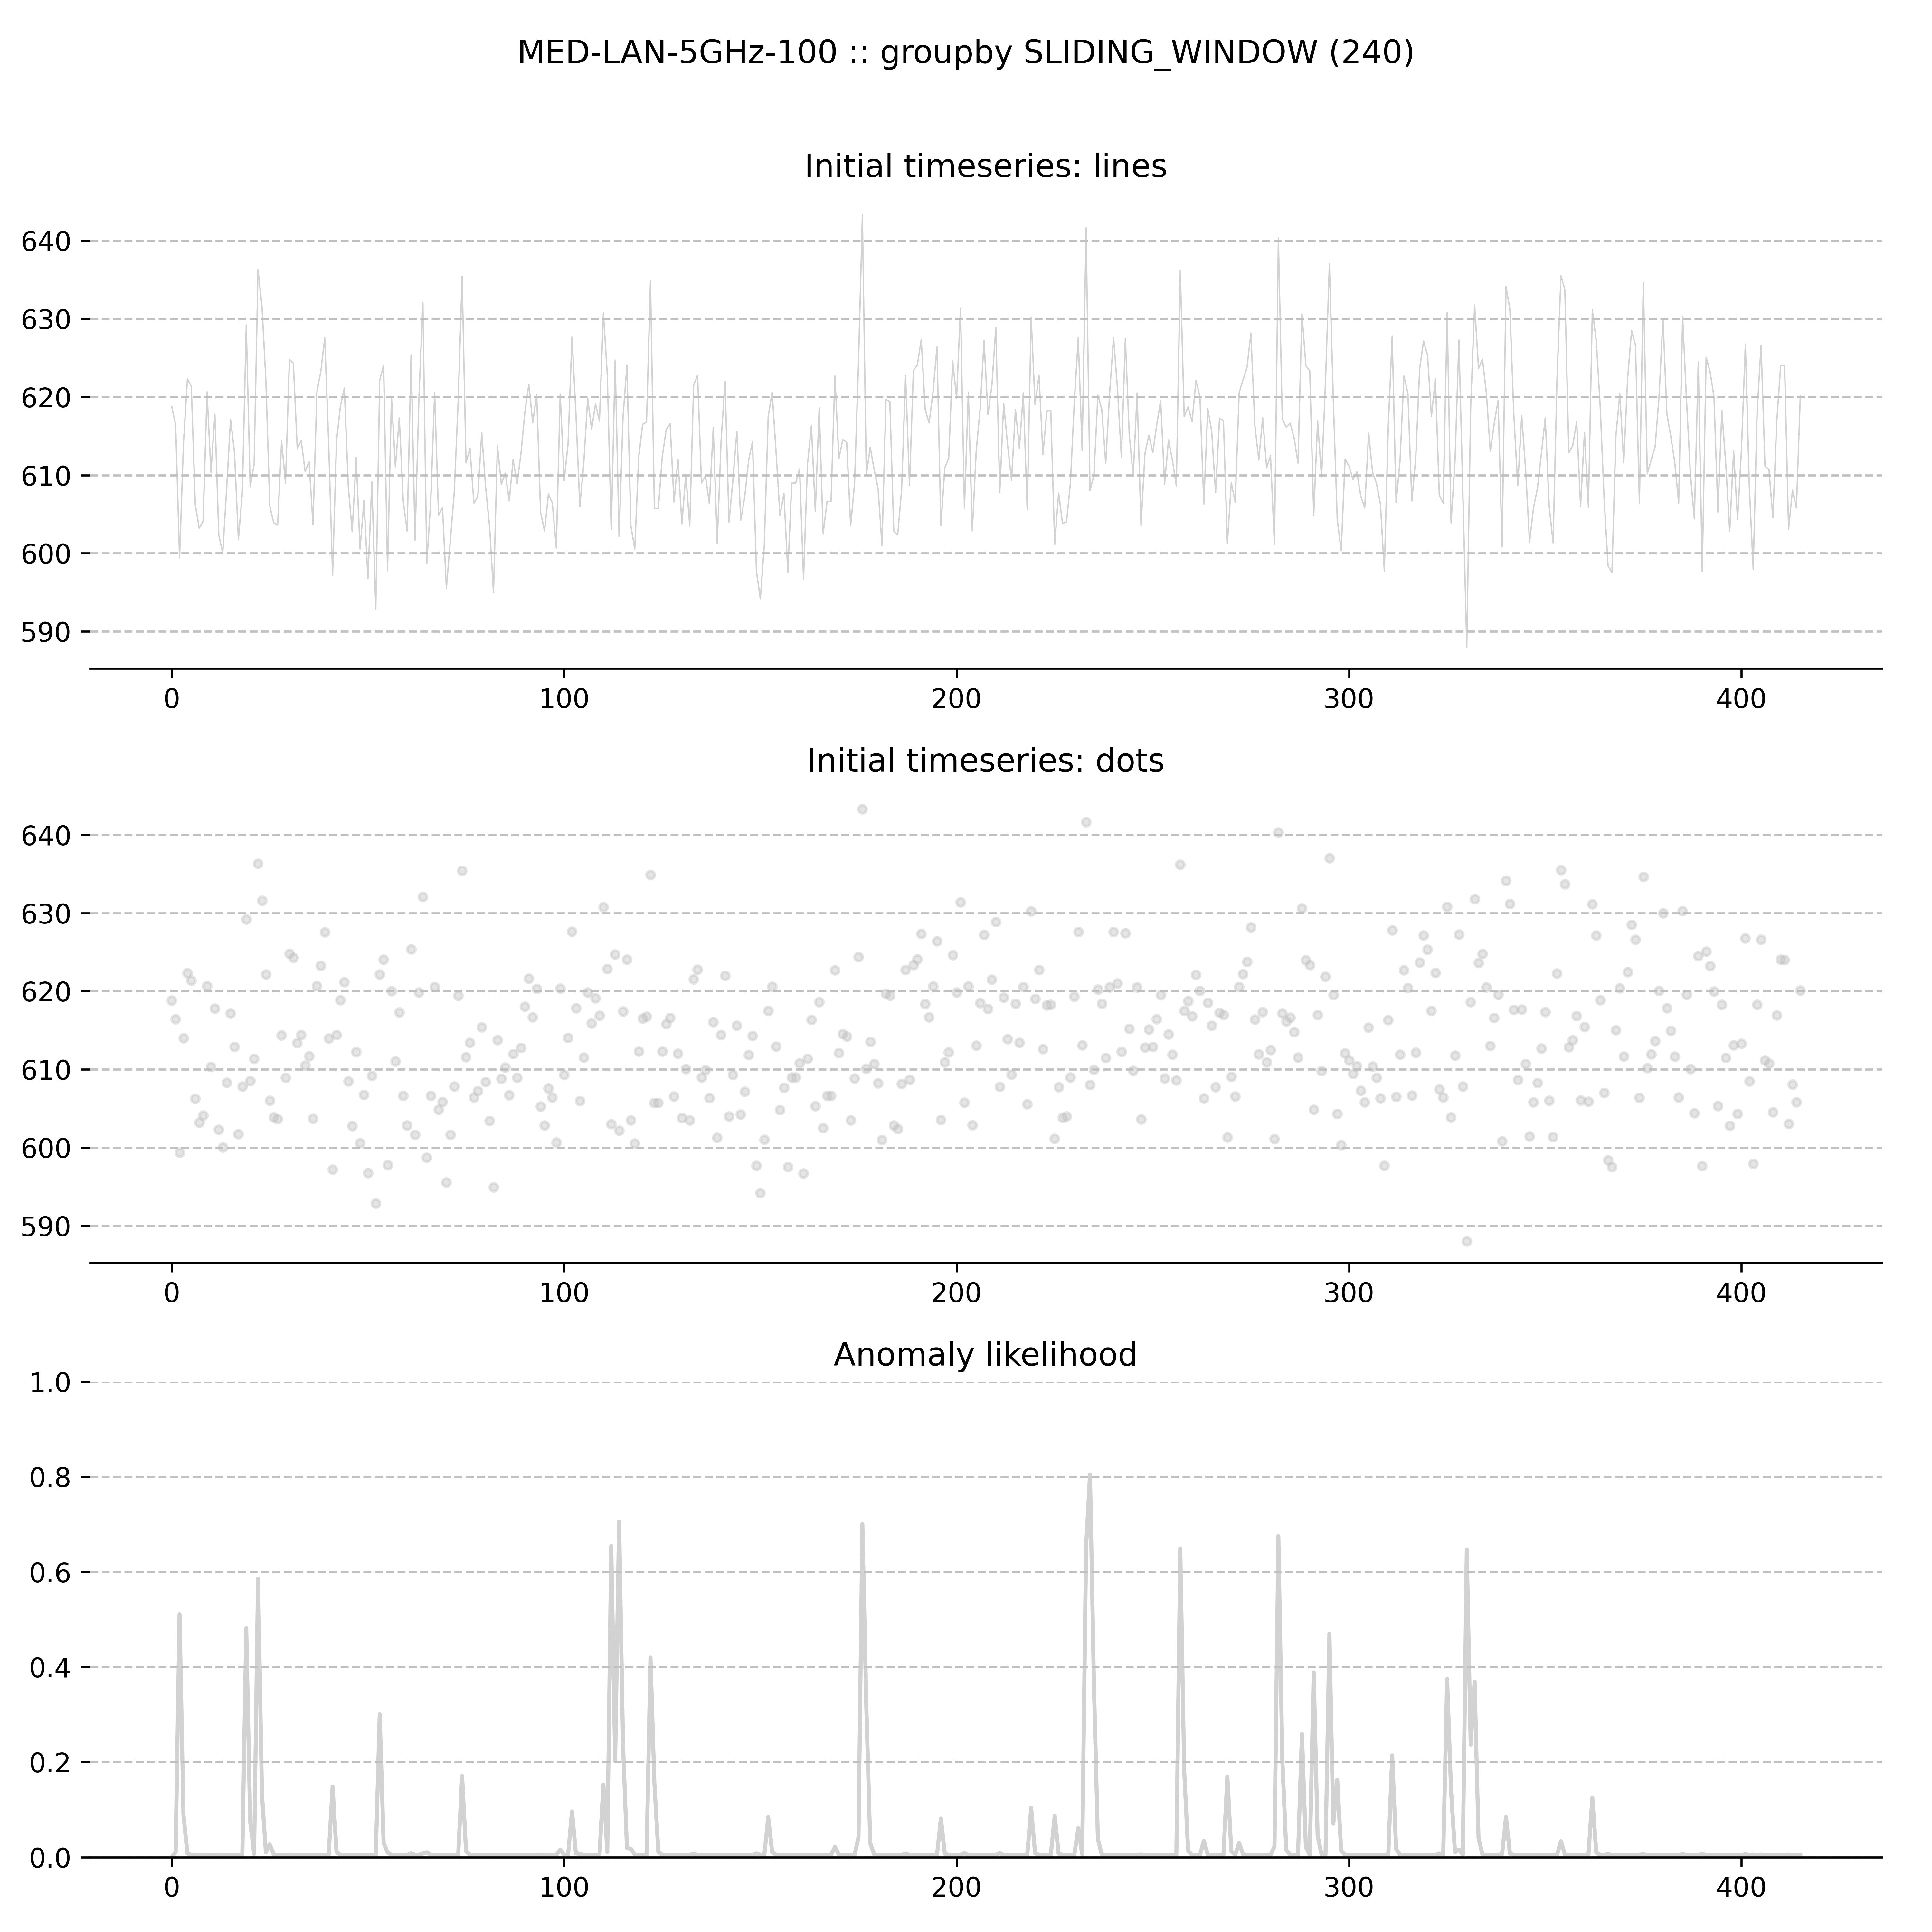 MED-LAN-5GHz-100 :: groupby SLIDING_WINDOW (240)
Initial timeseries: lines
640
630
620
610
600
590
0 100 200 300 400
Initial timeseries: dots
640
630
620
610
600
590
0 100 200 300 400
Anomaly likelihood
1.0
0.8
0.6
0.4
0.2
0.0
0 100 200 300 400